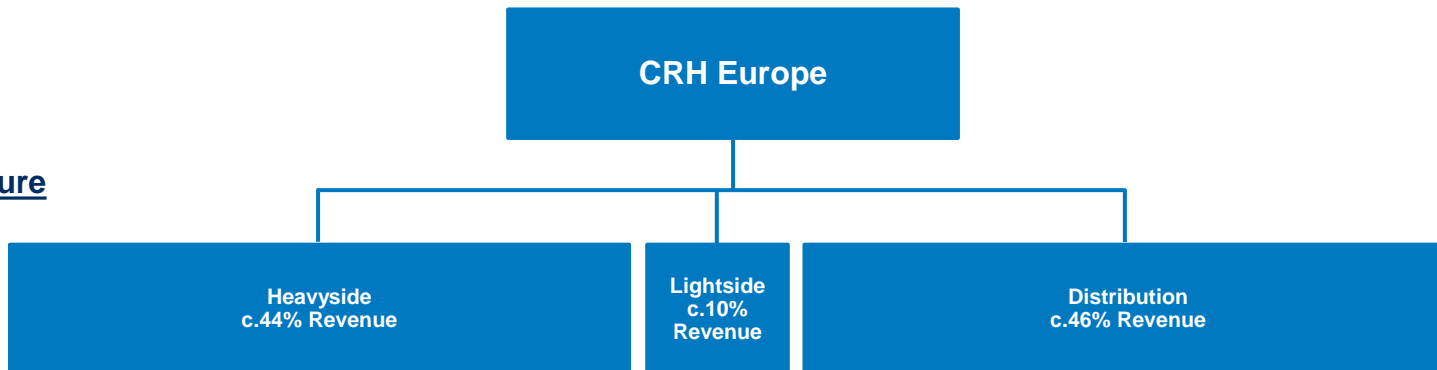 CRH Europe
ure
Heavyside
c.44% Revenue
Lightside
c.10%
Revenue
Distribution
c.46% Revenue